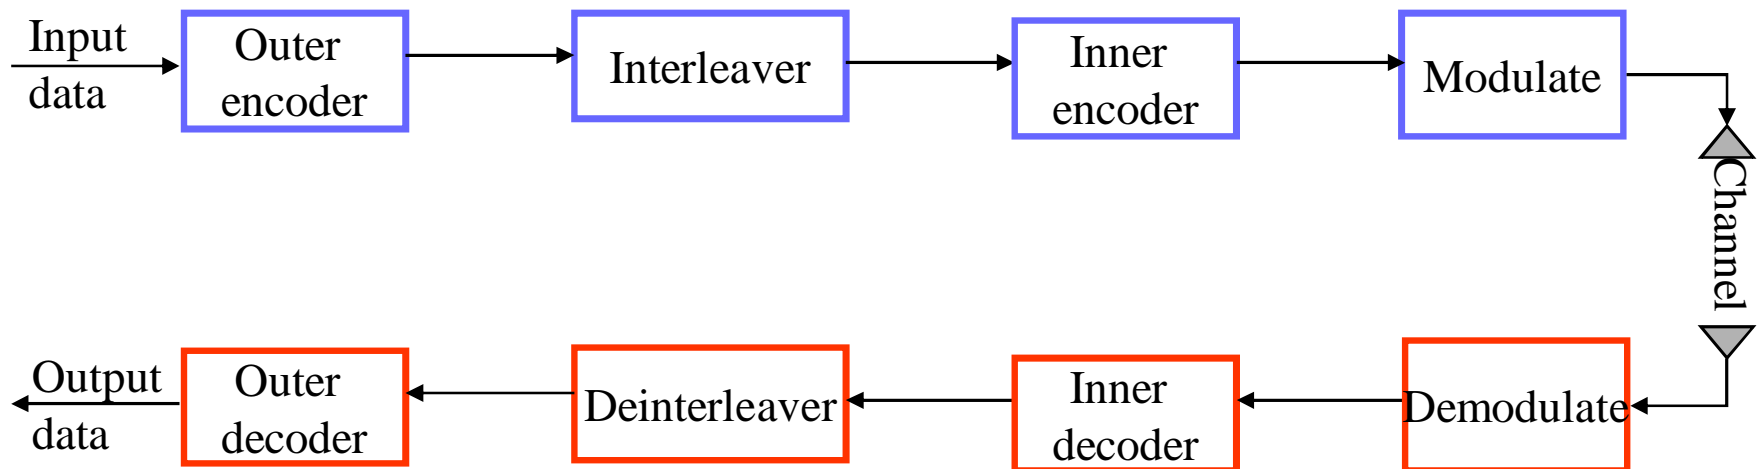 Input
data
Outer
encoder
Interleaver
Inner
encoder
Modulate
Channel
Output
data
Outer
decoder
Deinterleaver
Inner
decoder
Demodulate